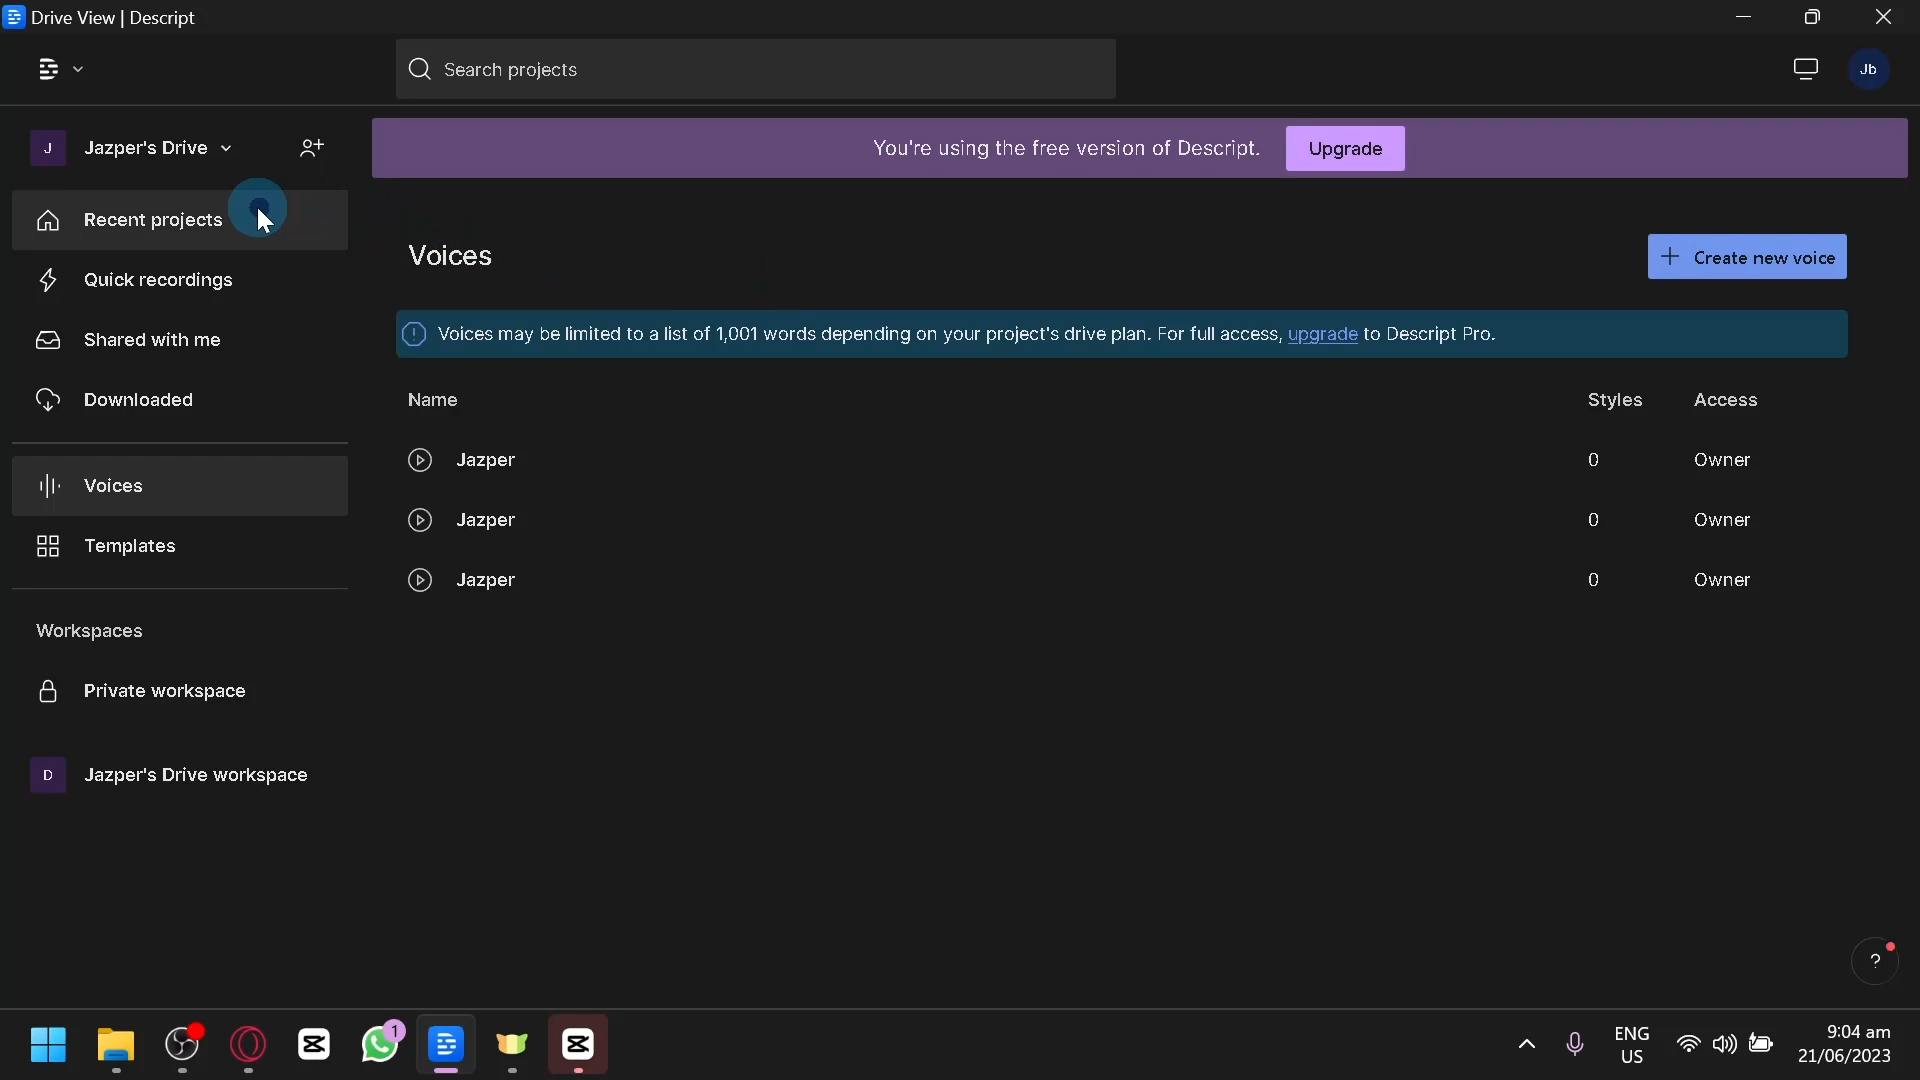 Drive View | Descript
Search projects
Jb
J
Jazper's Drive
You're using the free version of Descript.
Upgrade
Recent projects
Quick recordings
Shared with me
Downloaded
Voices
Templates
Workspaces
Private workspace
D
Jazper's Drive workspace
Voices
Create new voice
Voices may be limited to a list of 1,001 words depending on your project's drive plan. For full access, upgrade to Descript Pro.
Name Styles Access
Jazper 0 Owner
Jazper 0 Owner
Jazper 0 Owner
?
1
ENG
US
9:04 am
21/06/2023